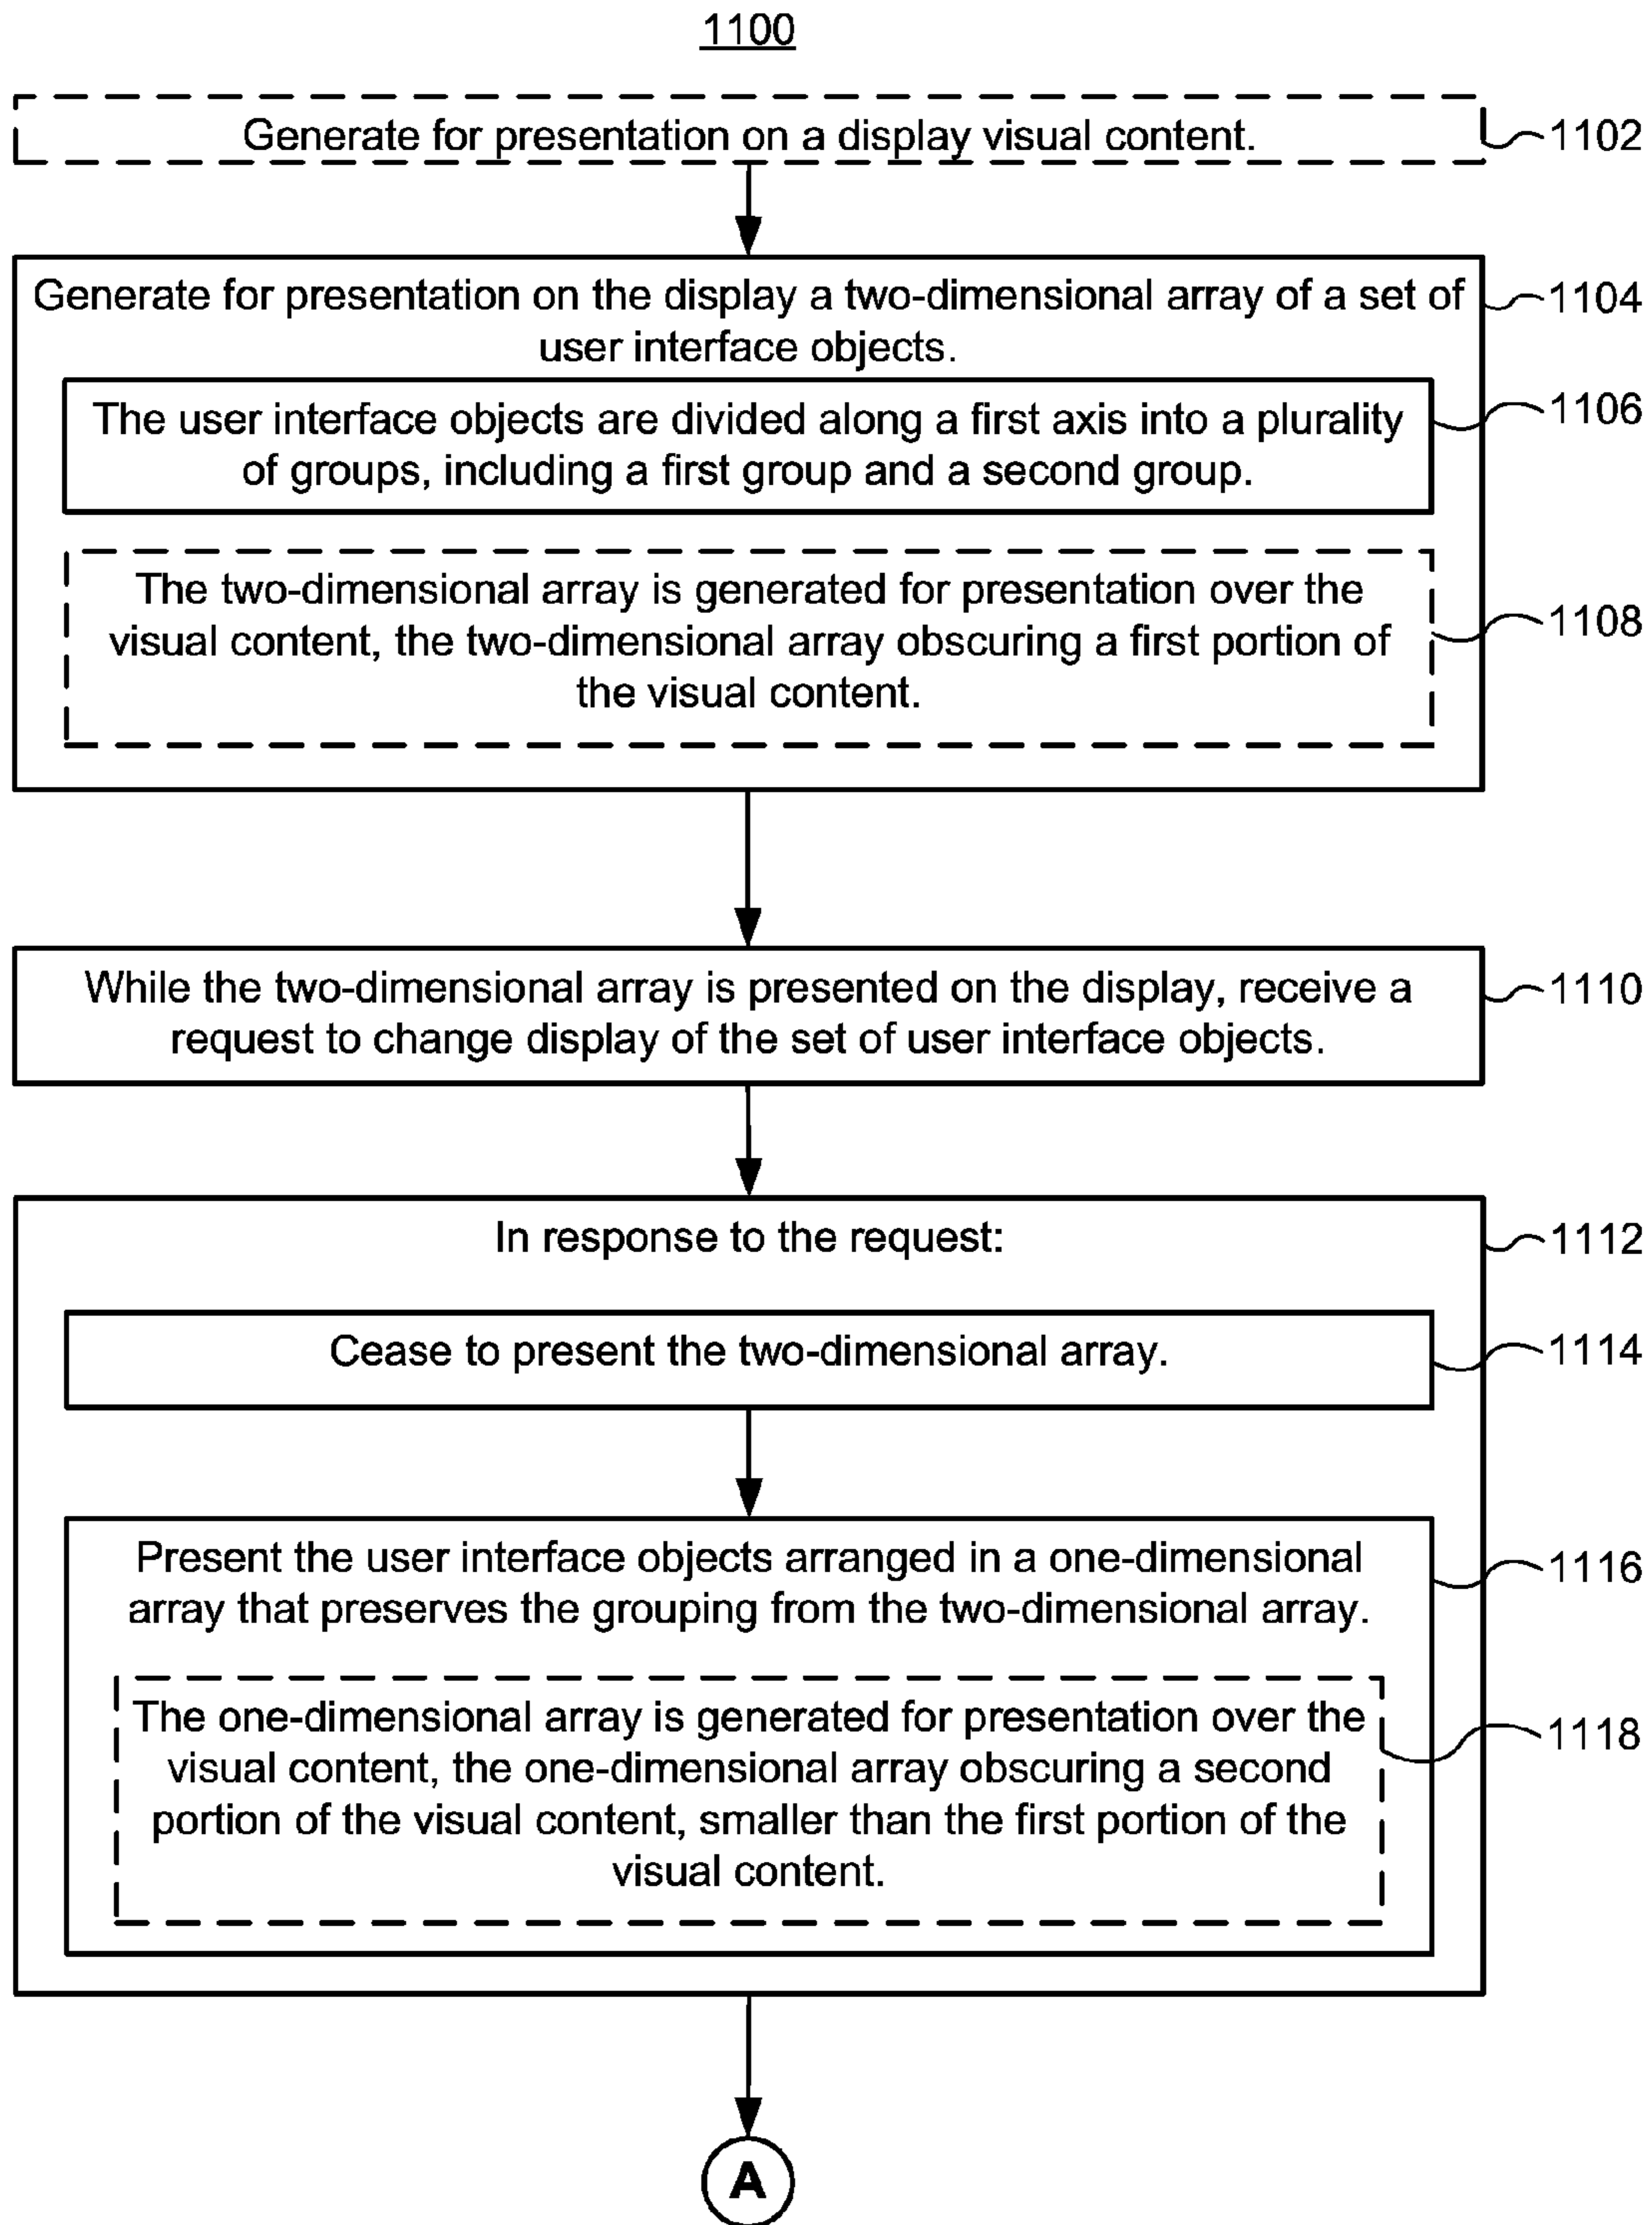 1100
Generate for presentation on a display visual content.
1102
Generate for presentation on the display a two-dimensional array of a set of
user interface objects.
1104
The user interface objects are divided along a first axis into a plurality
of groups, including a first group and a second group.
1106
The two-dimensional array is generated for presentation over the
visual content, the two-dimensional array obscuring a first portion of
the visual content.
1108
While the two-dimensional array is presented on the display, receive a
request to change display of the set of user interface objects.
1110
In response to the request:
1112
Cease to present the two-dimensional array.
1114
Present the user interface objects arranged in a one-dimensional
array that preserves the grouping from the two-dimensional array.
1116
The one-dimensional array is generated for presentation over the
visual content, the one-dimensional array obscuring a second
portion of the visual content, smaller than the first portion of the
visual content.
1118
A